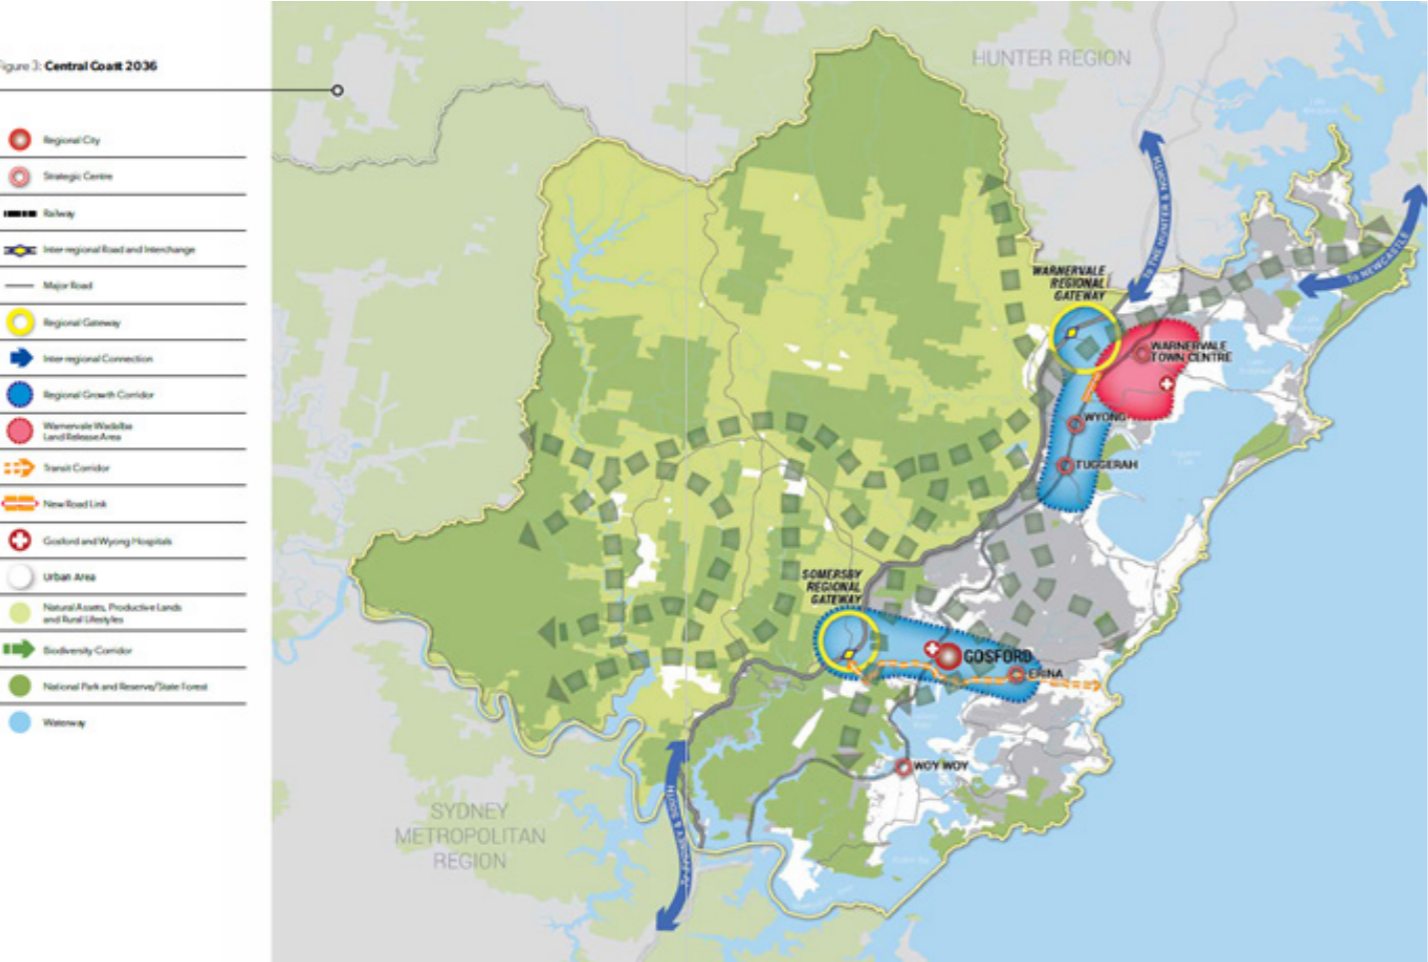 Figure 3: Central Coast 2036
Regional City
Strategic Centre
Railway
Inter-regional Road and Interchange
Major Road
Regional Gateway
Inter-regional Connection
Regional Growth Corridor
Warnervale Wadalba
Land Release Area
Transit Corridor
New Road Link
Gosford and Wyong Hospitals
Urban Area
Natural Assets, Productive Lands
and Rural Lifestyles
Biodiversity Corridor
National Park and Reserve/State Forest
Waterway
HUNTER REGION
TO THE HUNTER & NORTH
TO NEWCASTLE
WARNERVALE
REGIONAL
GATEWAY
WARNERVALE
TOWN CENTRE
WYONG
TUGGERAH
SOMERSBY
REGIONAL
GATEWAY
GOSFORD
ERINA
WOY WOY
TO SYDNEY & SOUTH
SYDNEY
METROPOLITAN
REGION